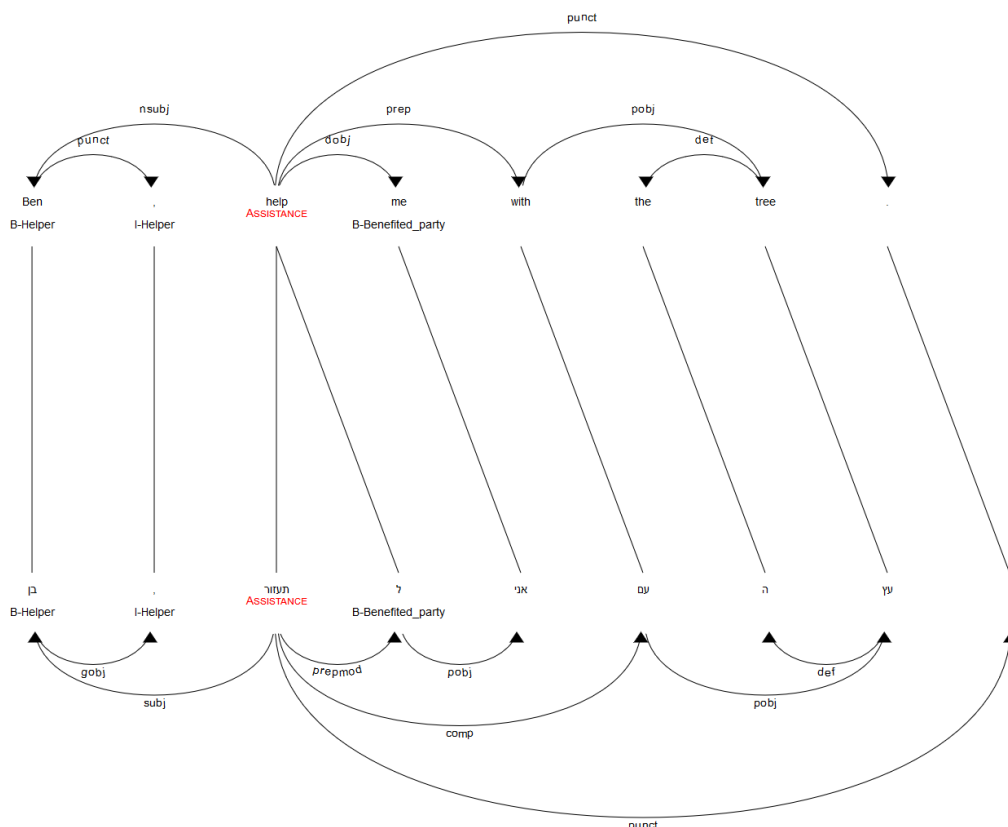 punct
nsubj prep pobj
punct dobj det
Ben , help me with the tree .
B-Helper I-Helper ASSISTANCE B-Benefited_party
בן , תעזור ל אני עם ה עץ
B-Helper I-Helper ASSISTANCE B-Benefited_party
gobj prepmod pobj def
subj pobj
comp
punct